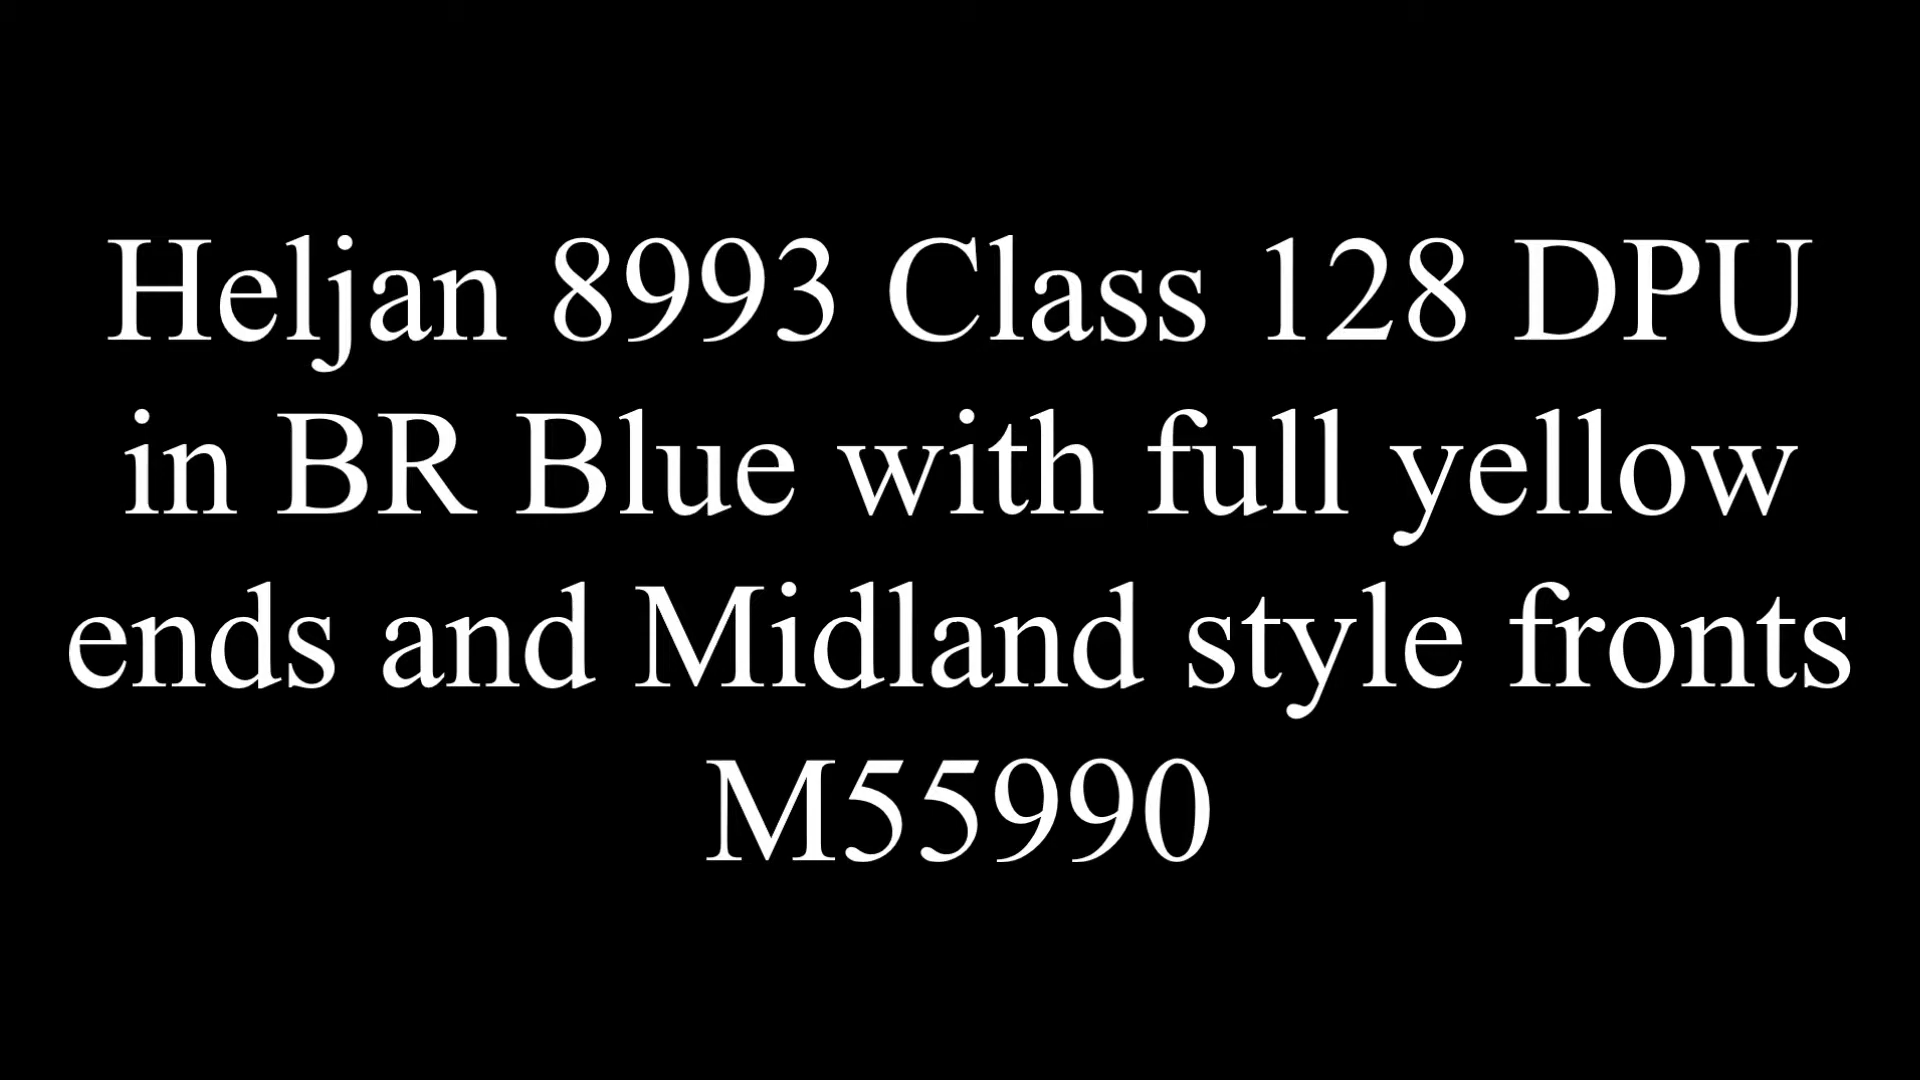 Heljan 8993 Class 128 DPU
in BR Blue with full yellow
ends and Midland style fronts
M55990